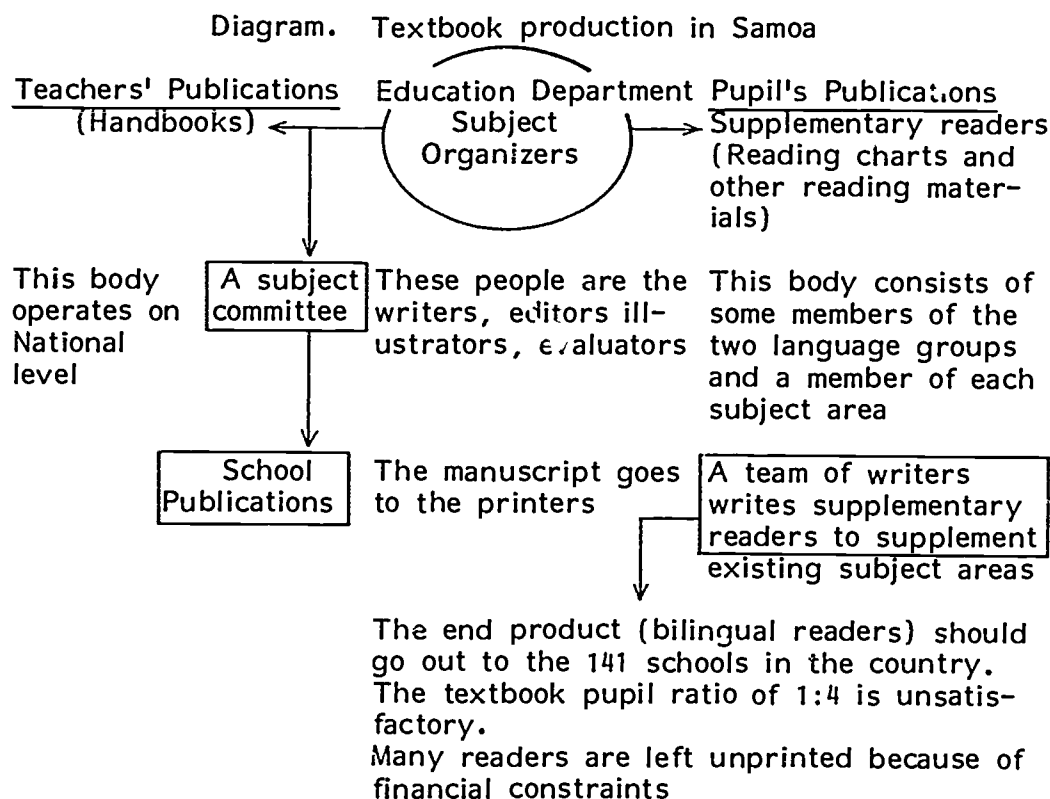 Diagram. Textbook production in Samoa
Teachers' Publications
(Handbooks)
Education Department
Subject
Organizers
Pupil's Publications
Supplementary readers
(Reading charts and
other reading mater-
ials)
This body
operates on
National
level
A subject
committee
These people are the
writers, editors ill-
ustrators, evaluators
This body consists of
some members of the
two language groups
and a member of each
subject area
School
Publications
The manuscript goes
to the printers
A team of writers
writes supplementary
readers to supplement
existing subject areas
The end product (bilingual readers) should
go out to the 141 schools in the country.
The textbook pupil ratio of 1:4 is unsatis-
factory.
Many readers are left unprinted because of
financial constraints